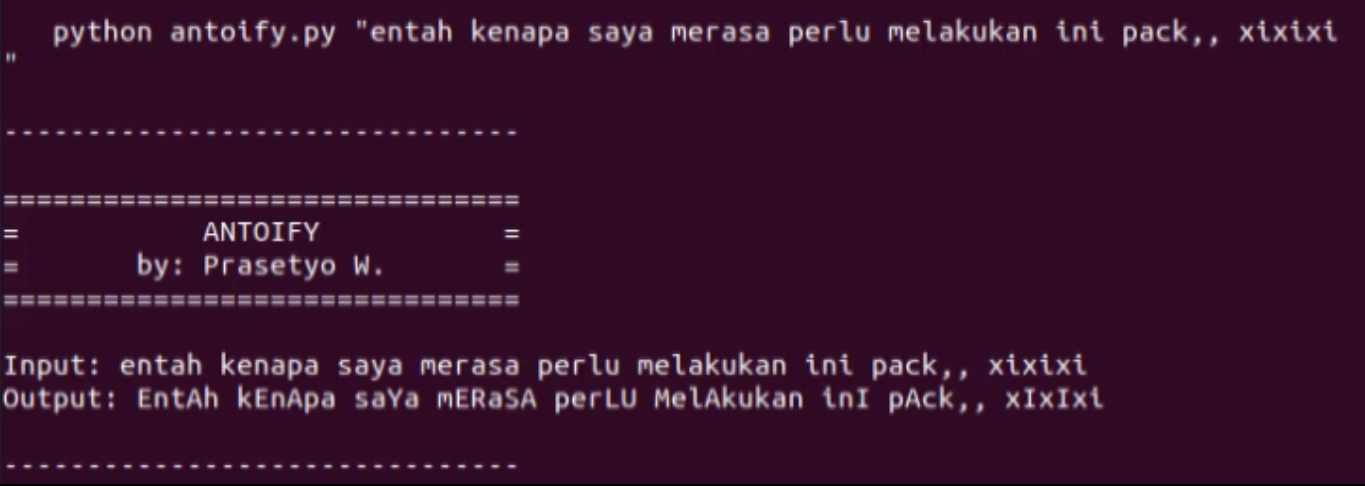 python antoify.py "entah kenapa saya merasa perlu melakukan ini pack,, xixixi
"
--------------------------------
================================
= ANTOIFY =
= by: Prasetyo W. =
================================
Input: entah kenapa saya merasa perlu melakukan ini pack,, xixixi
Output: EntAh kEnApa saYa mERaSA perLU MelAkukan inI pAck,, xIxIxi
--------------------------------